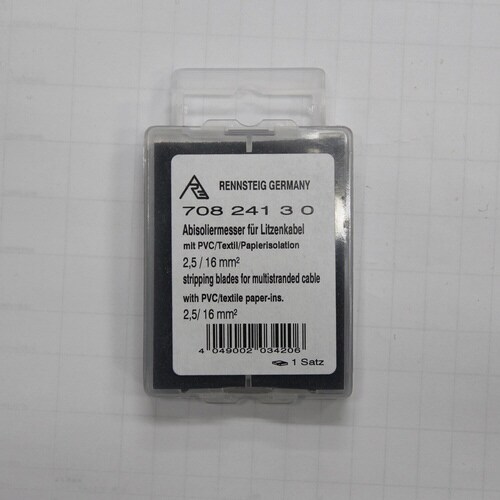 RE RENNSTEIG GERMANY
708 241 3 0
Abisoliermesser für Litzenkabel
mit PVC/Textil/Papierisolation
2,5 / 16 mm²
stripping blades for multistranded cable
with PVC/textile paper-ins.
2,5/ 16 mm²
4 049002 034206
1 Satz